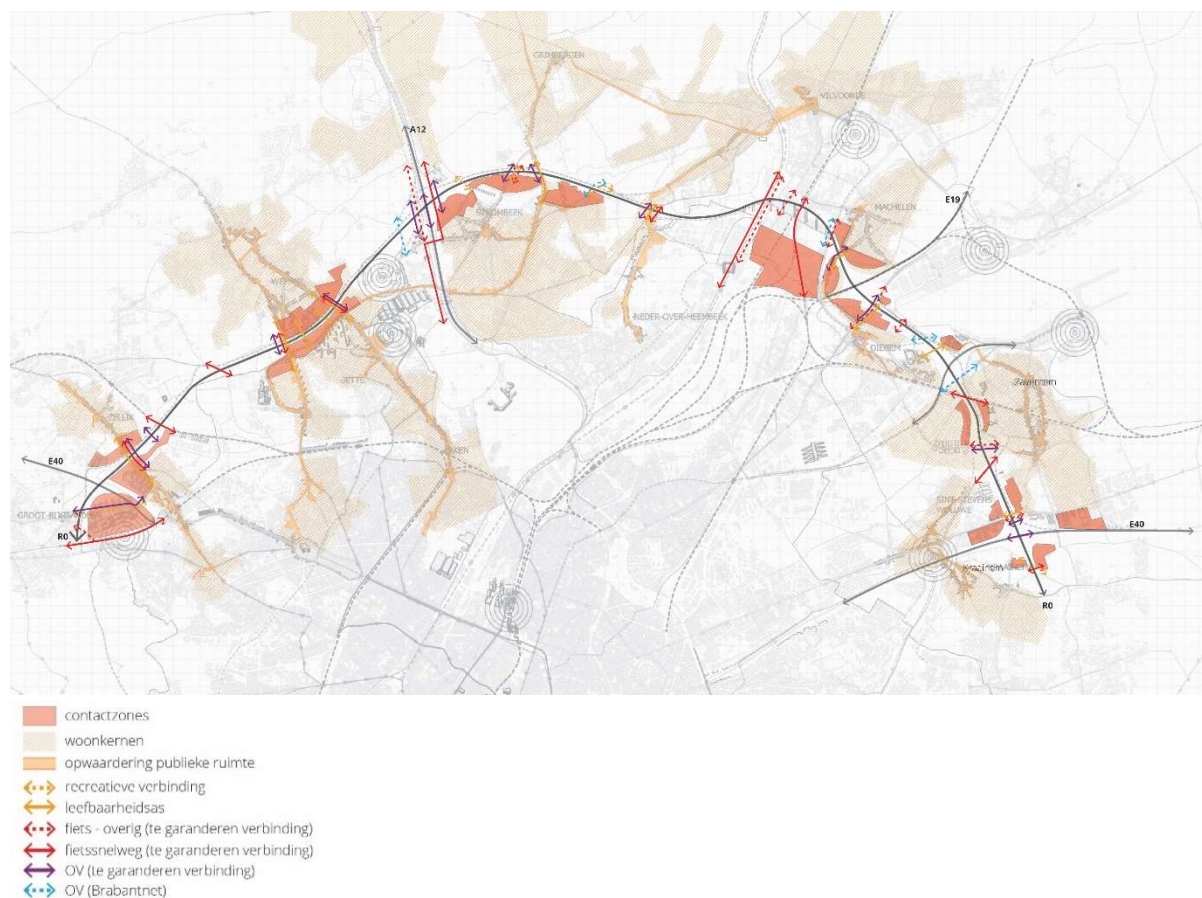 GRIMBERGEN
VILVOORDE
A12
E19
MACHELEN
STROMBEEK
NEDER-OVER-HEEMBEEK
DIEGEM
JETTE
Zaventem
ZELLIK
E40
GROOT-BIJGAARDEN
SINT-STEVENS
WOLUWE
E40
R0
Kraainem
R0
contactzones
woonkernen
opwaardering publieke ruimte
recreatieve verbinding
leefbaarheidsas
fiets - overig (te garanderen verbinding)
fietssnelweg (te garanderen verbinding)
OV (te garanderen verbinding)
OV (Brabantnet)